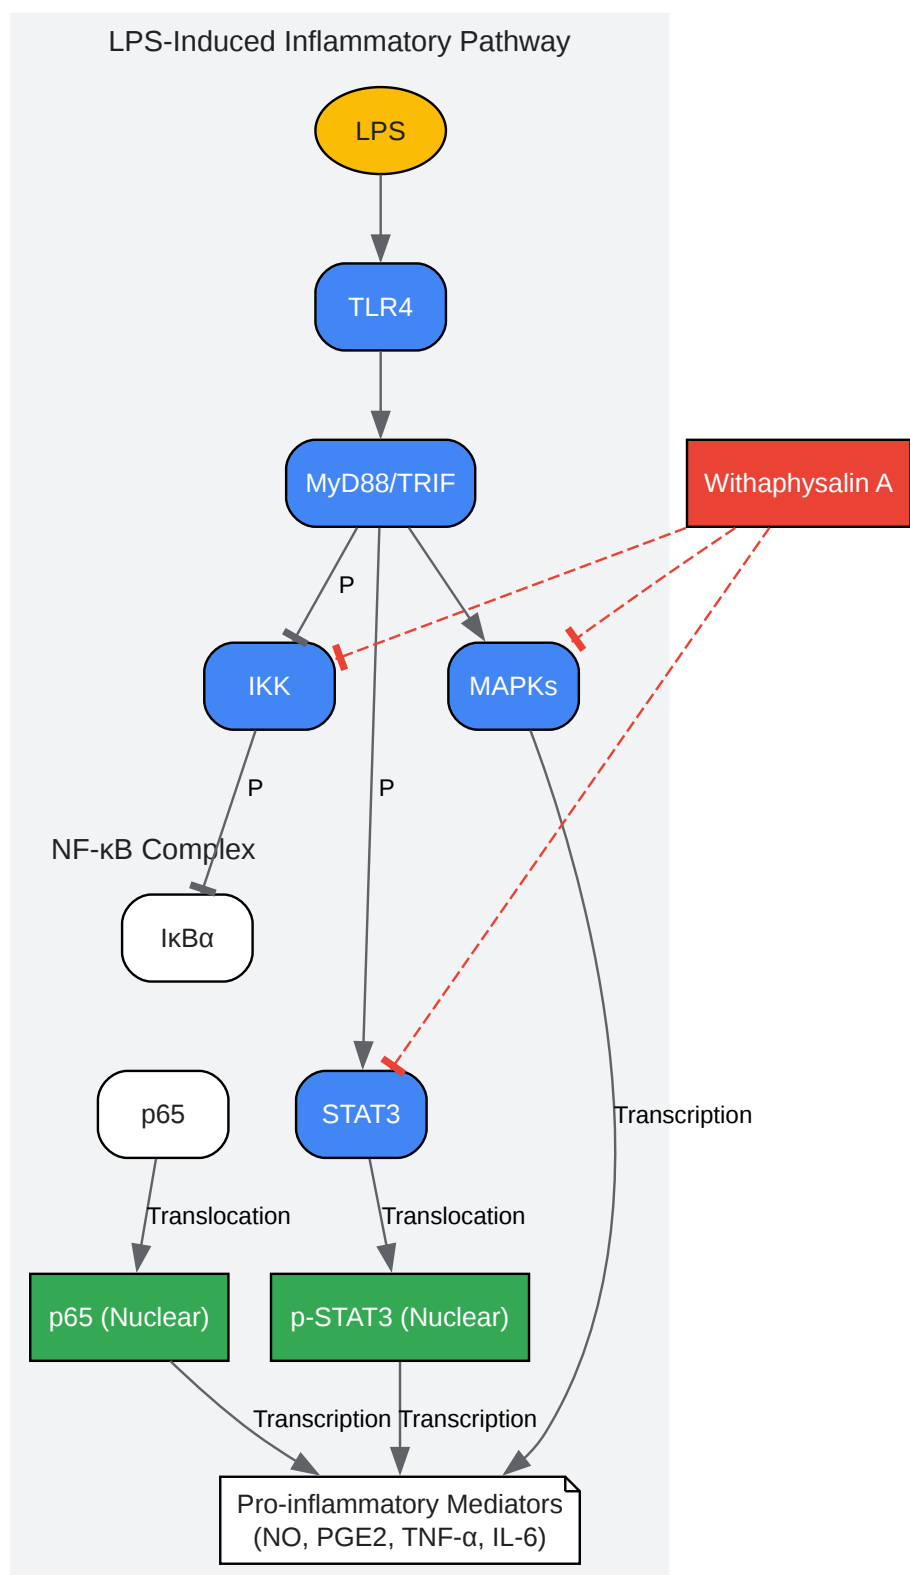 LPS-Induced Inflammatory Pathway
LPS
TLR4
MyD88/TRIF
Withaphysalin A
P
IKK
MAPKs
P
P
NF-κB Complex
IκBα
p65
STAT3
Transcription
Translocation
Translocation
p65 (Nuclear)
p-STAT3 (Nuclear)
Transcription
Transcription
Pro-inflammatory Mediators
(NO, PGE2, TNF-α, IL-6)